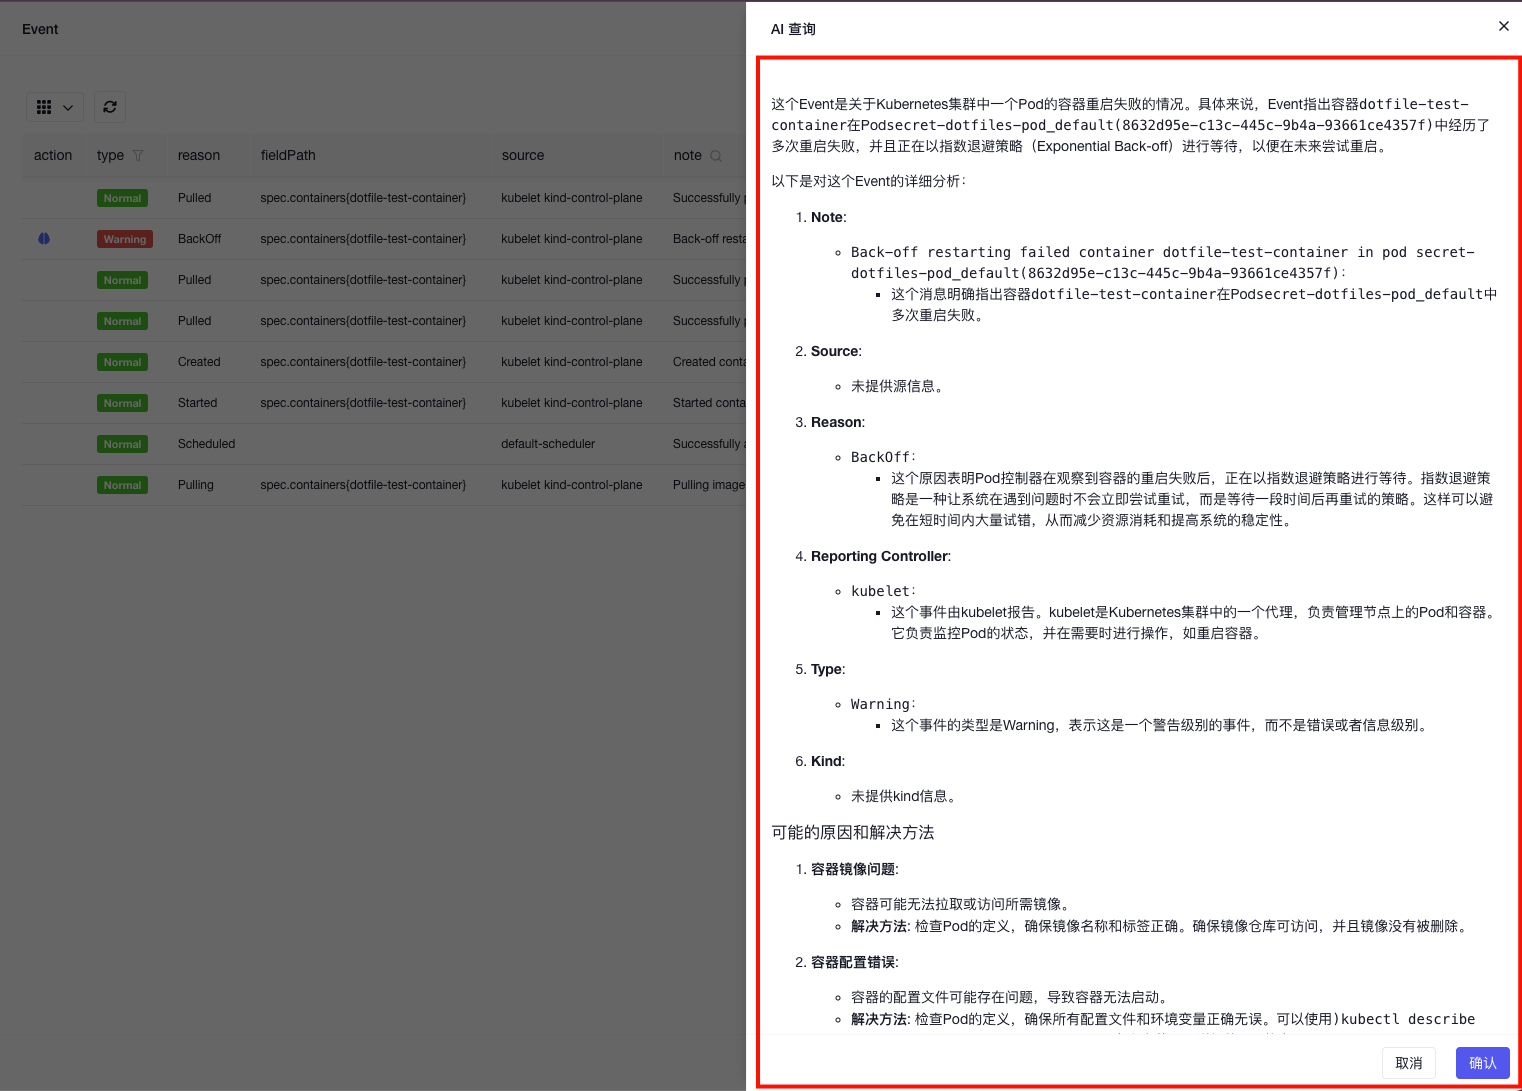 Event
action type reason fieldPath source note
Normal Pulled spec.containers{dotfile-test-container} kubelet kind-control-plane Successfully
Warning BackOff spec.containers{dotfile-test-container} kubelet kind-control-plane Back-off
Normal Pulled spec.containers{dotfile-test-container} kubelet kind-control-plane Successfully
Normal Pulled spec.containers{dotfile-test-container} kubelet kind-control-plane Successfully
Normal Created spec.containers{dotfile-test-container} kubelet kind-control-plane Created
Normal Started spec.containers{dotfile-test-container} kubelet kind-control-plane Started
Normal Scheduled default-scheduler Successfully
Normal Pulling spec.containers{dotfile-test-container} kubelet kind-control-plane Pulling image
AI 查询
这个Event是关于Kubernetes集群中一个Pod的容器重启失败的情况。具体来说，Event指出容器dotfile-test-
container在Podsecret-dotfiles-pod_default(8632d95e-c13c-445c-9b4a-93661ce4357f)中经历了
多次重启失败，并且正在以指数退避策略（Exponential Back-off）进行等待，以便在未来尝试重启。
以下是对这个Event的详细分析：
1. Note:
Back-off restarting failed container dotfile-test-container in pod secret-
dotfiles-pod_default(8632d95e-c13c-445c-9b4a-93661ce4357f)：
这个消息明确指出容器dotfile-test-container在Podsecret-dotfiles-pod_default中
多次重启失败。
2. Source:
未提供源信息。
3. Reason:
BackOff：
这个原因表明Pod控制器在观察到容器的重启失败后，正在以指数退避策略进行等待。指数退避策
略是一种让系统在遇到问题时不会立即尝试重试，而是等待一段时间后再重试的策略。这样可以避
免在短时间内大量试错，从而减少资源消耗和提高系统的稳定性。
4. Reporting Controller:
kubelet：
这个事件由kubelet报告。kubelet是Kubernetes集群中的一个代理，负责管理节点上的Pod和容器。
它负责监控Pod的状态，并在需要时进行操作，如重启容器。
5. Type:
Warning：
这个事件的类型是Warning，表示这是一个警告级别的事件，而不是错误或者信息级别。
6. Kind:
未提供kind信息。
可能的原因和解决方法
1. 容器镜像问题:
容器可能无法拉取或访问所需镜像。
解决方法: 检查Pod的定义，确保镜像名称和标签正确。确保镜像仓库可访问，并且镜像没有被删除。
2. 容器配置错误:
容器的配置文件可能存在问题，导致容器无法启动。
解决方法: 检查Pod的定义，确保所有配置文件和环境变量正确无误。可以使用)kubectl describe
取消 确认